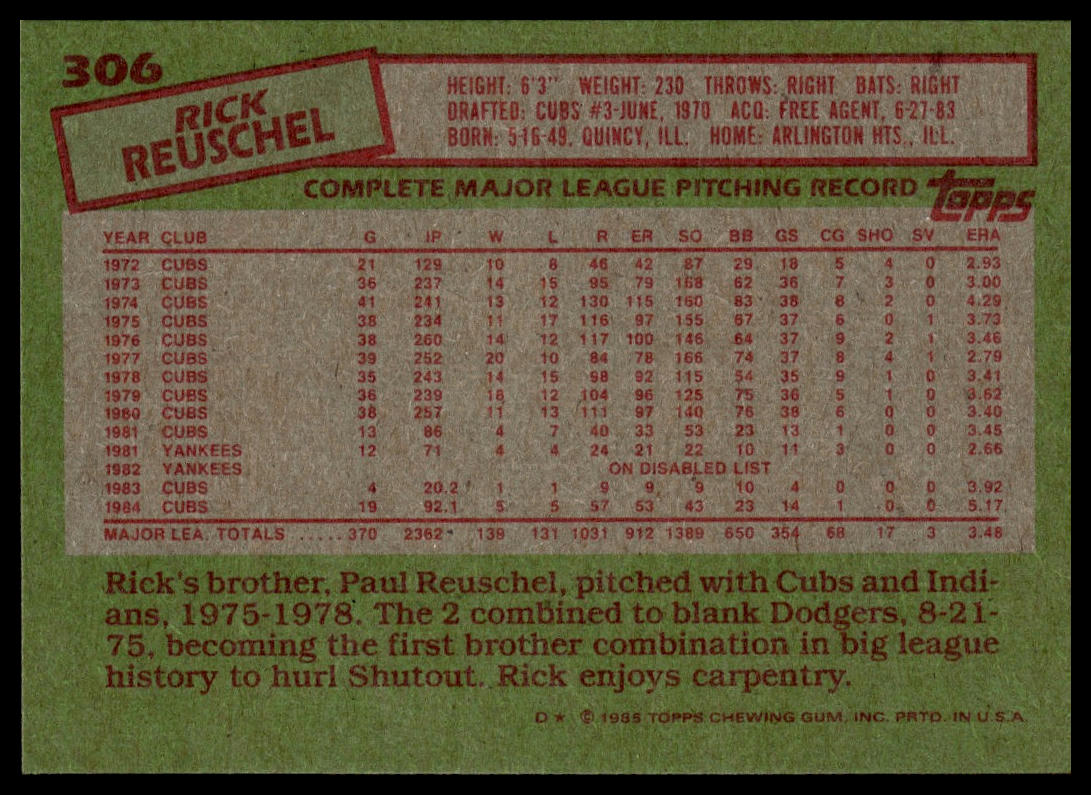 306
RICK
REUSCHEL
HEIGHT: 6'3" WEIGHT: 230 THROWS: RIGHT BATS: RIGHT
DRAFTED: CUBS #3-JUNE, 1970 ACQ: FREE AGENT, 6-27-83
BORN: 5-16-49, QUINCY, ILL. HOME: ARLINGTON HTS., ILL.
COMPLETE MAJOR LEAGUE PITCHING RECORD topps
YEAR CLUB G IP W L R ER SO BB GS CG SHO SV ERA
1972 CUBS 21 129 10 8 46 42 87 29 18 5 4 0 2.93
1973 CUBS 36 237 14 15 95 79 168 62 36 7 3 0 3.00
1974 CUBS 41 241 13 12 130 115 160 83 38 8 2 0 4.29
1975 CUBS 38 234 11 17 116 97 155 67 37 6 0 1 3.73
1976 CUBS 38 260 14 12 117 100 146 64 37 9 2 1 3.46
1977 CUBS 39 252 20 10 84 78 166 74 37 8 4 1 2.79
1978 CUBS 35 243 14 15 98 92 115 54 35 9 1 0 3.41
1979 CUBS 36 239 18 12 104 96 125 75 36 5 1 0 3.62
1980 CUBS 38 257 11 13 111 97 140 76 38 6 0 0 3.40
1981 CUBS 13 86 4 7 40 33 53 23 13 1 0 0 3.45
1981 YANKEES 12 71 4 4 24 21 22 10 11 3 0 0 2.66
1982 YANKEES ON DISABLED LIST
1983 CUBS 4 20.2 1 1 9 9 9 10 4 0 0 0 3.92
1984 CUBS 19 92.1 5 5 57 53 43 23 14 1 0 0 5.17
MAJOR LEA. TOTALS ..... 370 2362 139 131 1031 912 1389 650 354 68 17 3 3.48
Rick's brother, Paul Reuschel, pitched with Cubs and Indi-
ans, 1975-1978. The 2 combined to blank Dodgers, 8-21-
75, becoming the first brother combination in big league
history to hurl Shutout. Rick enjoys carpentry.
D★ © 1985 TOPPS CHEWING GUM, INC. PRTD. IN U.S.A.